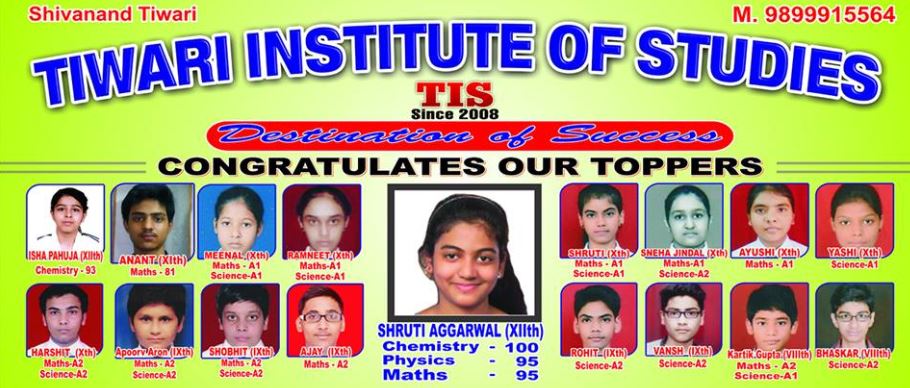 Shivanand Tiwari
M. 9899915564
TIWARI INSTITUTE OF STUDIES
TIS
Since 2008
Destination of Success
CONGRATULATES OUR TOPPERS
ISHA PAHUJA (XIIth)
Chemistry - 93
ANANT (XIth)
Maths - 81
MEENAL (Xth)
Maths - A1
Science-A1
RAMNEET (Xth)
Maths-A1
Science-A1
SHRUTI (Xth)
Maths - A1
Science-A1
SNEHA JINDAL (Xth)
Maths-A1
Science-A2
AYUSHI (Xth)
Maths - A1
YASHI (Xth)
Science-A1
HARSHIT (Xth)
Maths-A2
Science-A2
Apoorv.Aron (IXth)
Maths - A2
Science-A2
SHOBHIT (IXth)
Maths - A2
Science-A2
AJAY (IXth)
Maths - A2
SHRUTI AGGARWAL (XIIth)
Chemistry - 100
Physics - 95
Maths - 95
ROHIT (IXth)
Science-A2
VANSH (IXth)
Science-A2
Kartik.Gupta.(VIIIth)
Maths - A2
Science-A1
BHASKAR (VIIIth)
Science-A2